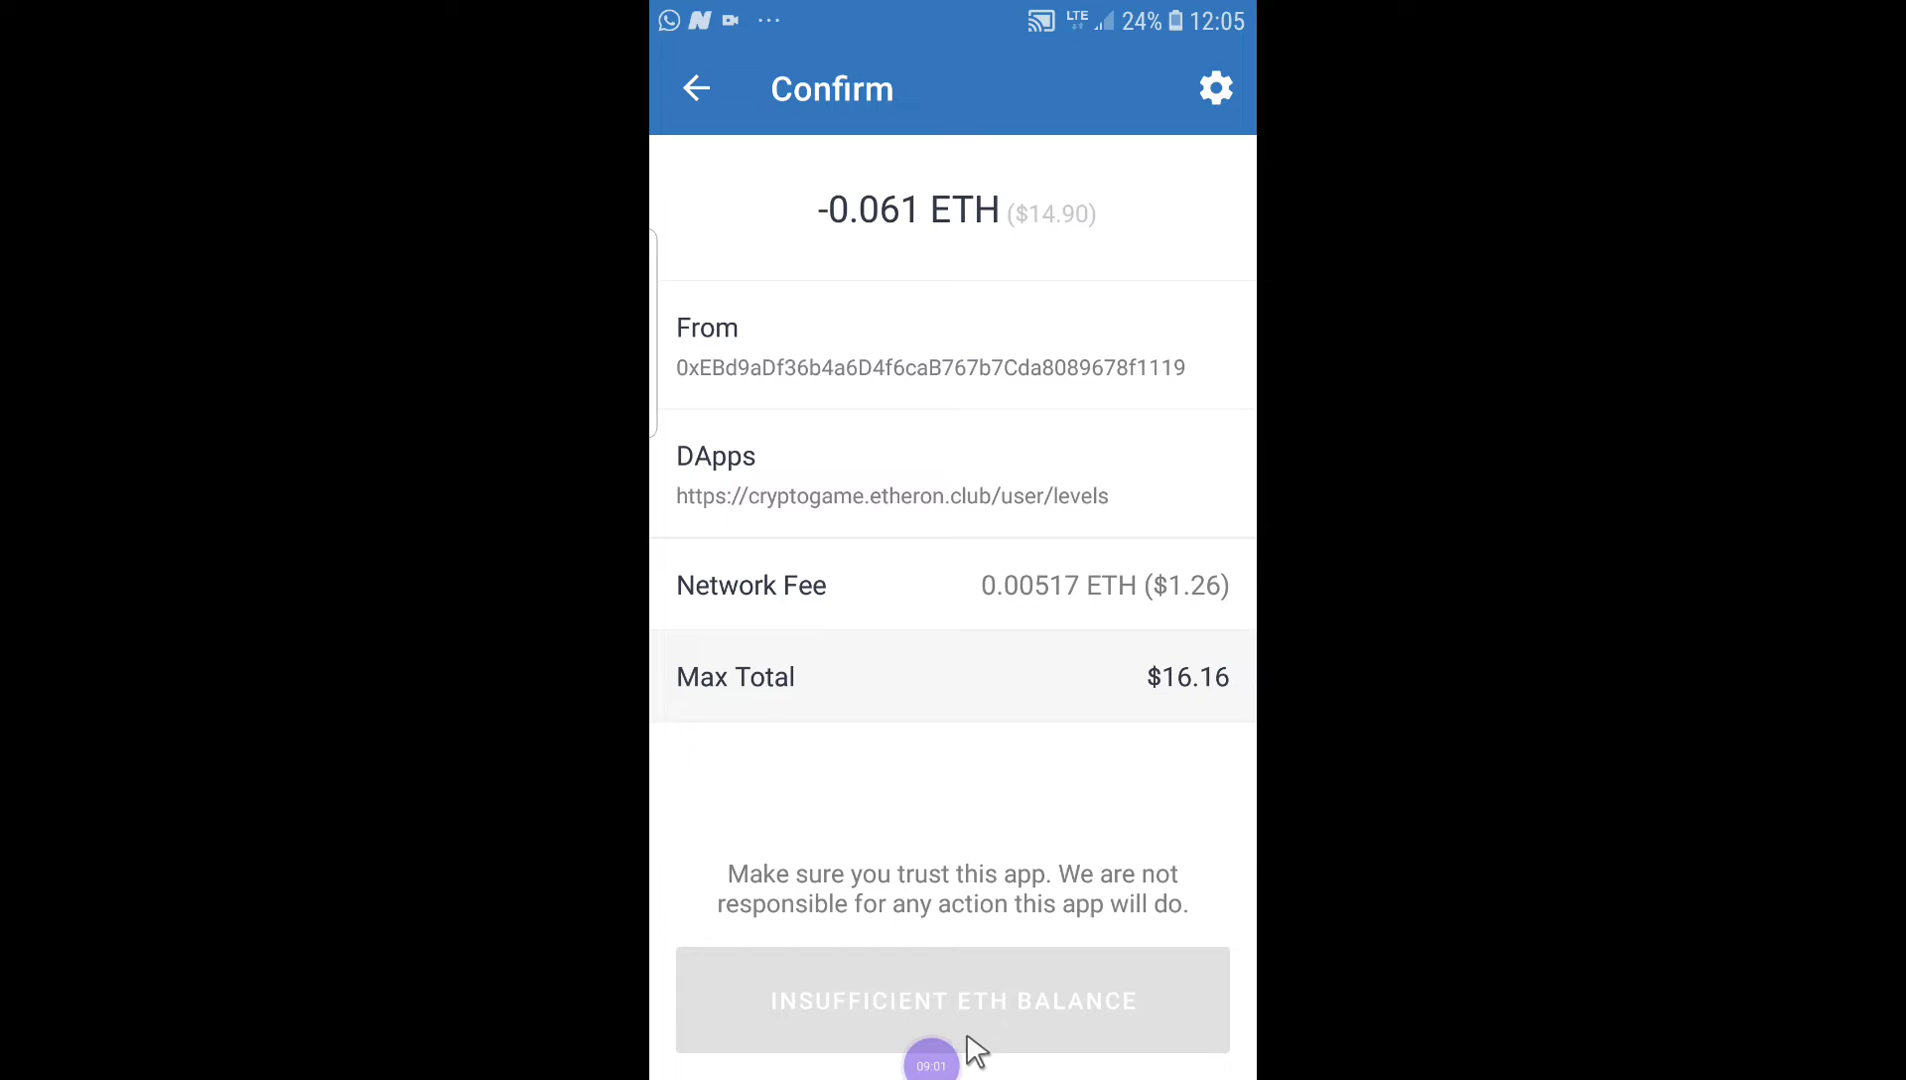 LTE 24% 12:05
Confirm
-0.061 ETH ($14.90)
From
0xEBd9aDf36b4a6D4f6caB767b7Cda8089678f1119
DApps
https://cryptogame.etheron.club/user/levels
Network Fee 0.00517 ETH ($1.26)
Max Total $16.16
Make sure you trust this app. We are not
responsible for any action this app will do.
INSUFFICIENT ETH BALANCE
09:01